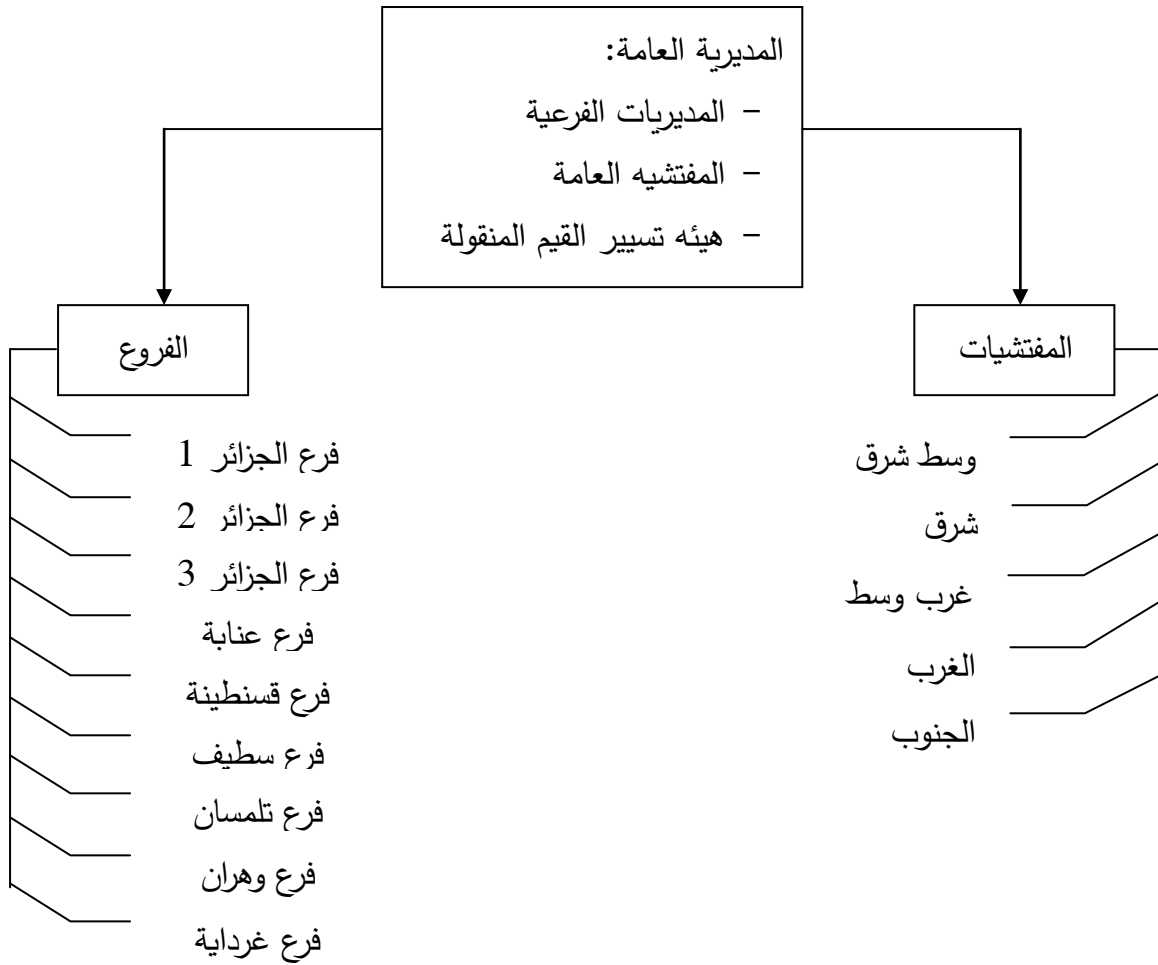 المديرية العامة:
– المديريات الفرعية
– المفتشيه العامة
– هيئه تسيير القيم المنقولة
المفتشيات
وسط شرق
شرق
غرب وسط
الغرب
الجنوب
الفروع
فرع الجزائر 1
فرع الجزائر 2
فرع الجزائر 3
فرع عنابة
فرع قسنطينة
فرع سطيف
فرع تلمسان
فرع وهران
فرع غرداية